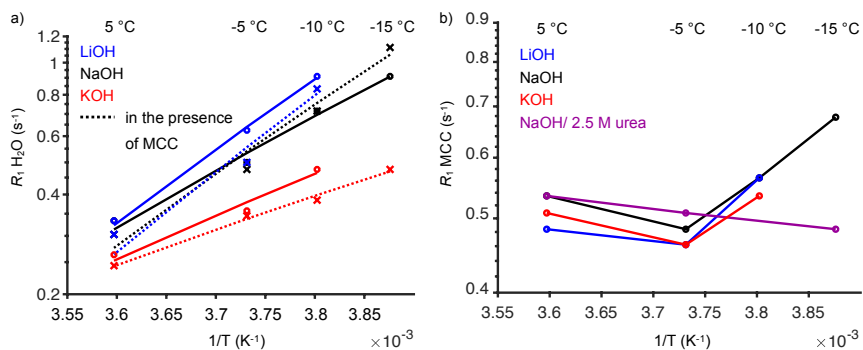 a)
5 °C -5 °C -10 °C -15 °C
1.2
1
0.8
0.6
0.4
0.2
R1 H2O (s-1)
LiOH
NaOH
KOH
in the presence
of MCC
3.55 3.6 3.65 3.7 3.75 3.8 3.85
1/T (K-1)
×10-3
b)
5 °C -5 °C -10 °C -15 °C
0.9
0.8
0.7
0.6
0.5
0.4
R1 MCC (s-1)
LiOH
NaOH
KOH
NaOH/ 2.5 M urea
3.5 3.55 3.6 3.65 3.7 3.75 3.8 3.85
1/T (K-1)
×10-3